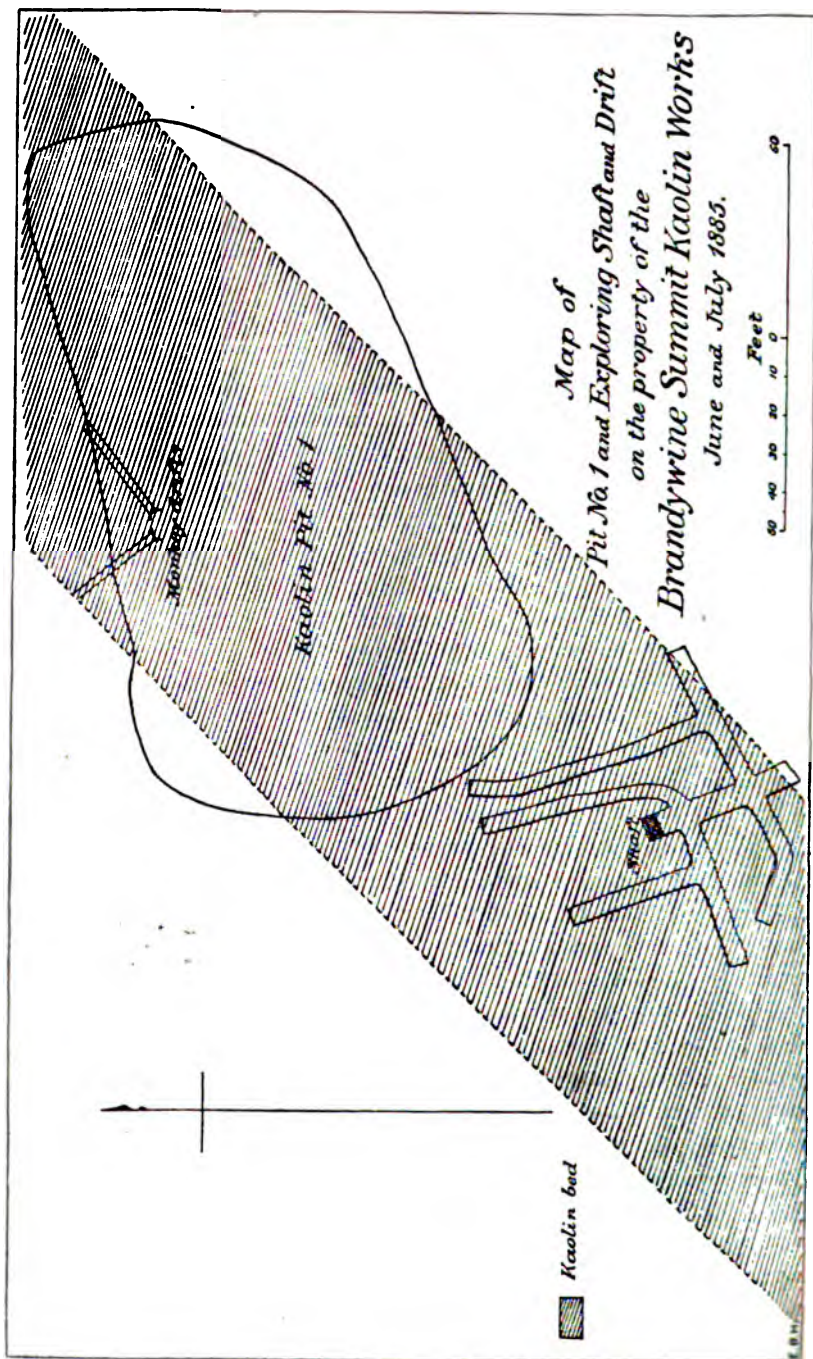 Map of
Pit No. 1 and Exploring Shaft and Drift
on the property of the
Brandywine Summit Kaolin Works
June and July 1885.
Feet
50 40 30 20 10 0 60
Kaolin Pit No 1
Shaft
Kaolin bed
E.B.H.